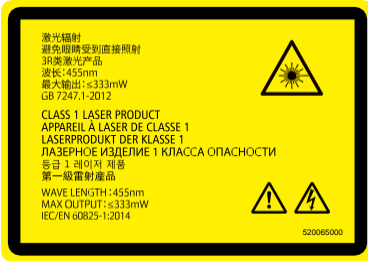 激光辐射
避免眼睛受到直接照射
3R类激光产品
波长:455nm
最大输出:≤333mW
GB 7247.1-2012
CLASS 1 LASER PRODUCT
APPAREIL À LASER DE CLASSE 1
LASERPRODUKT DER KLASSE 1
ЛАЗЕРНОЕ ИЗДЕЛИЕ 1 КЛАССА ОПАСНОСТИ
등급 1 레이저 제품
第一級雷射産品
WAVE LENGTH:455nm
MAX OUTPUT:≤333mW
IEC/EN 60825-1:2014
520065000